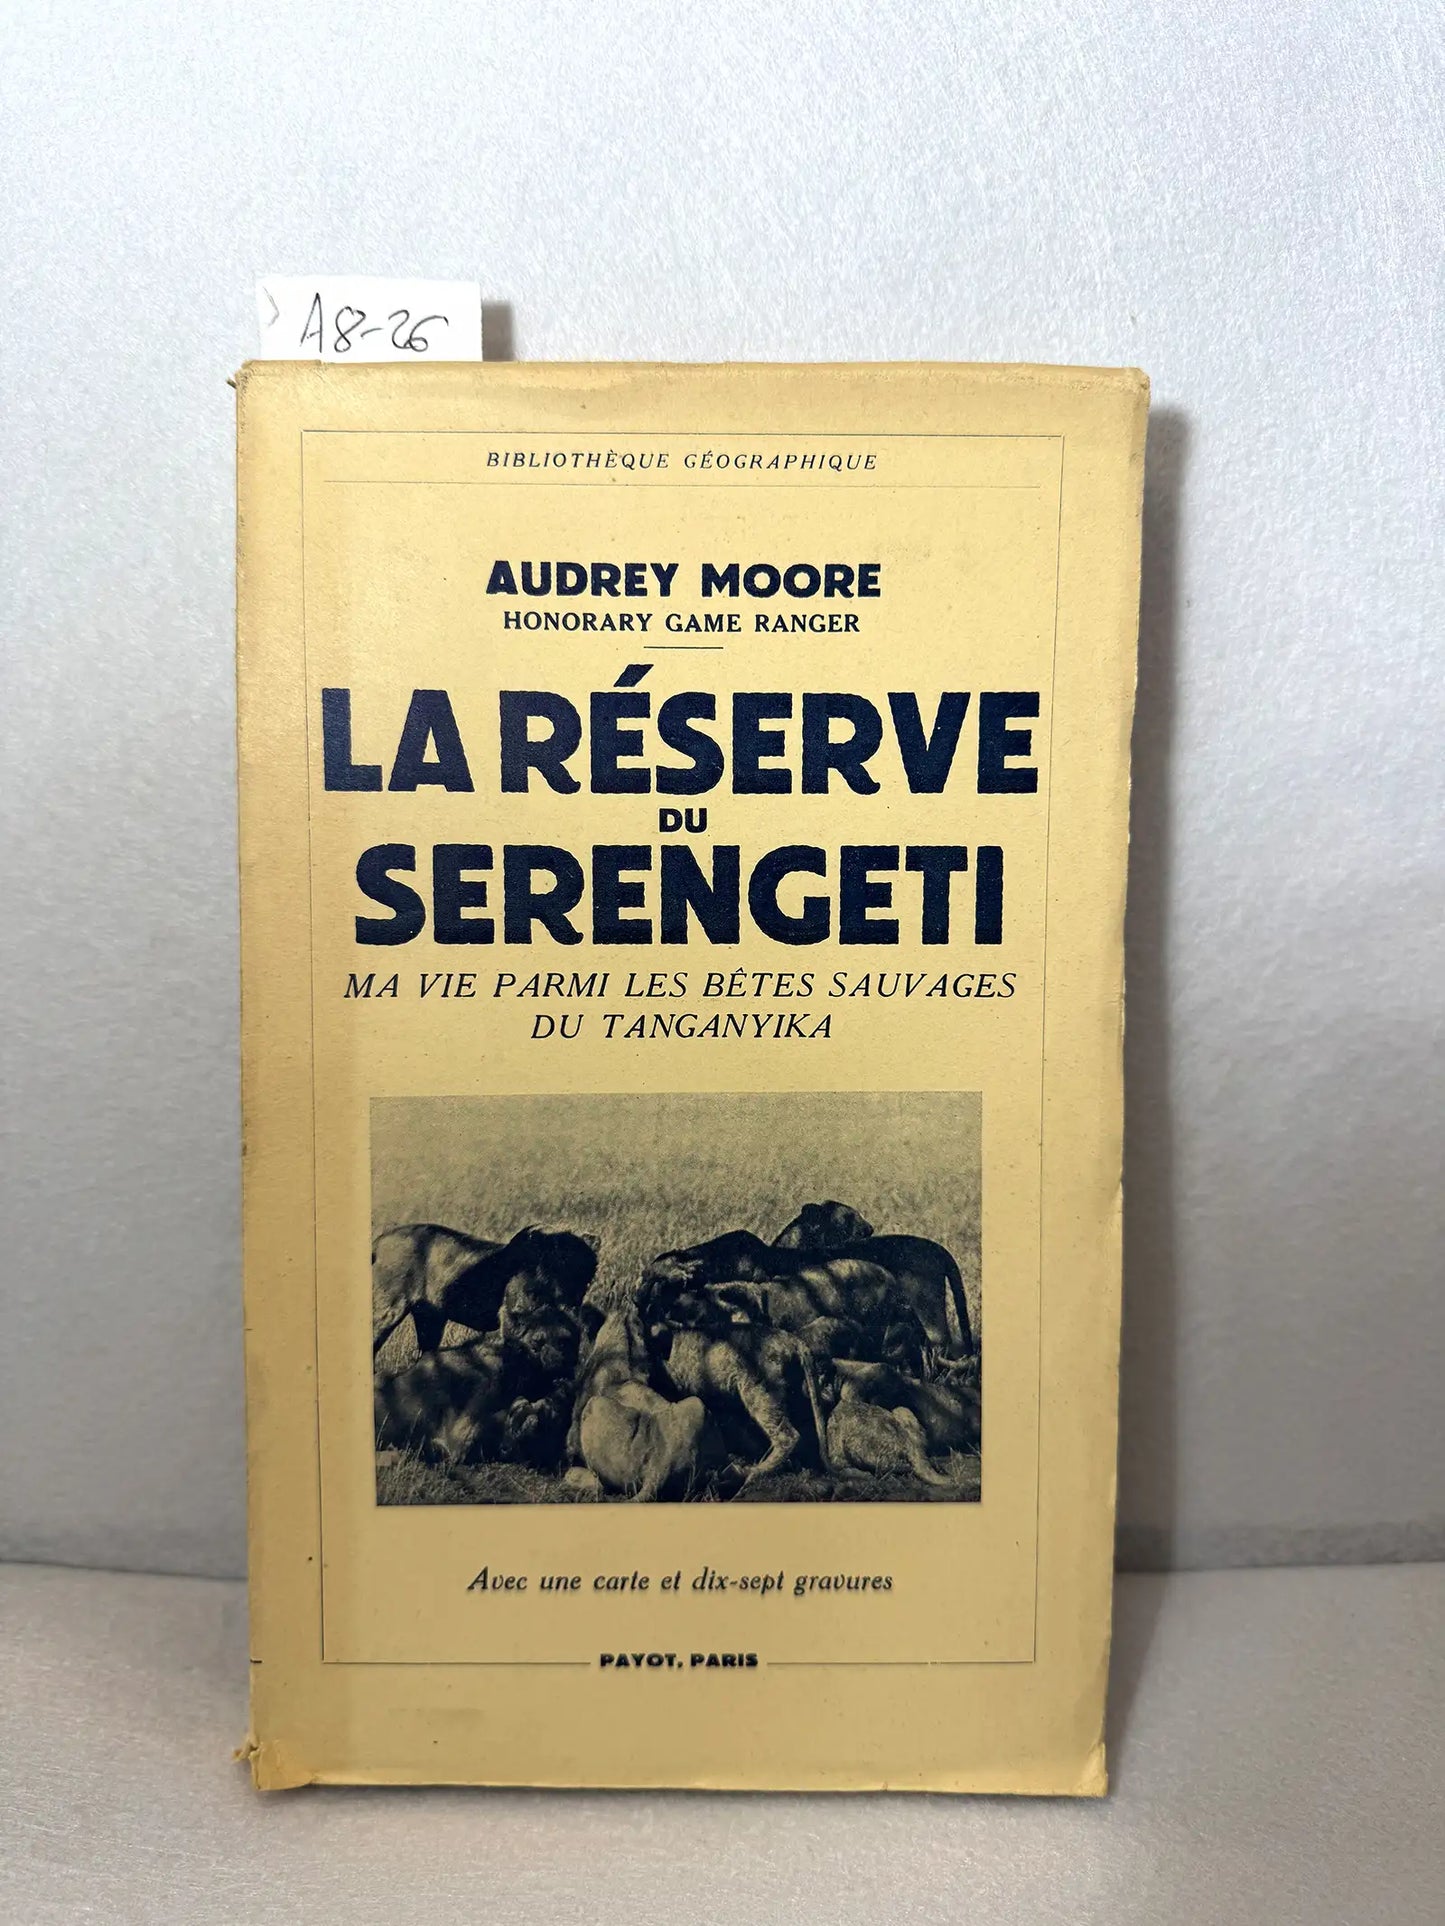 A8-26
BIBLIOTHÈQUE GÉOGRAPHIQUE
AUDREY MOORE
HONORARY GAME RANGER
LA RÉSERVE
DU
SERENGETI
MA VIE PARMI LES BÊTES SAUVAGES
DU TANGANYIKA
Avec une carte et dix-sept gravures
PAYOT, PARIS